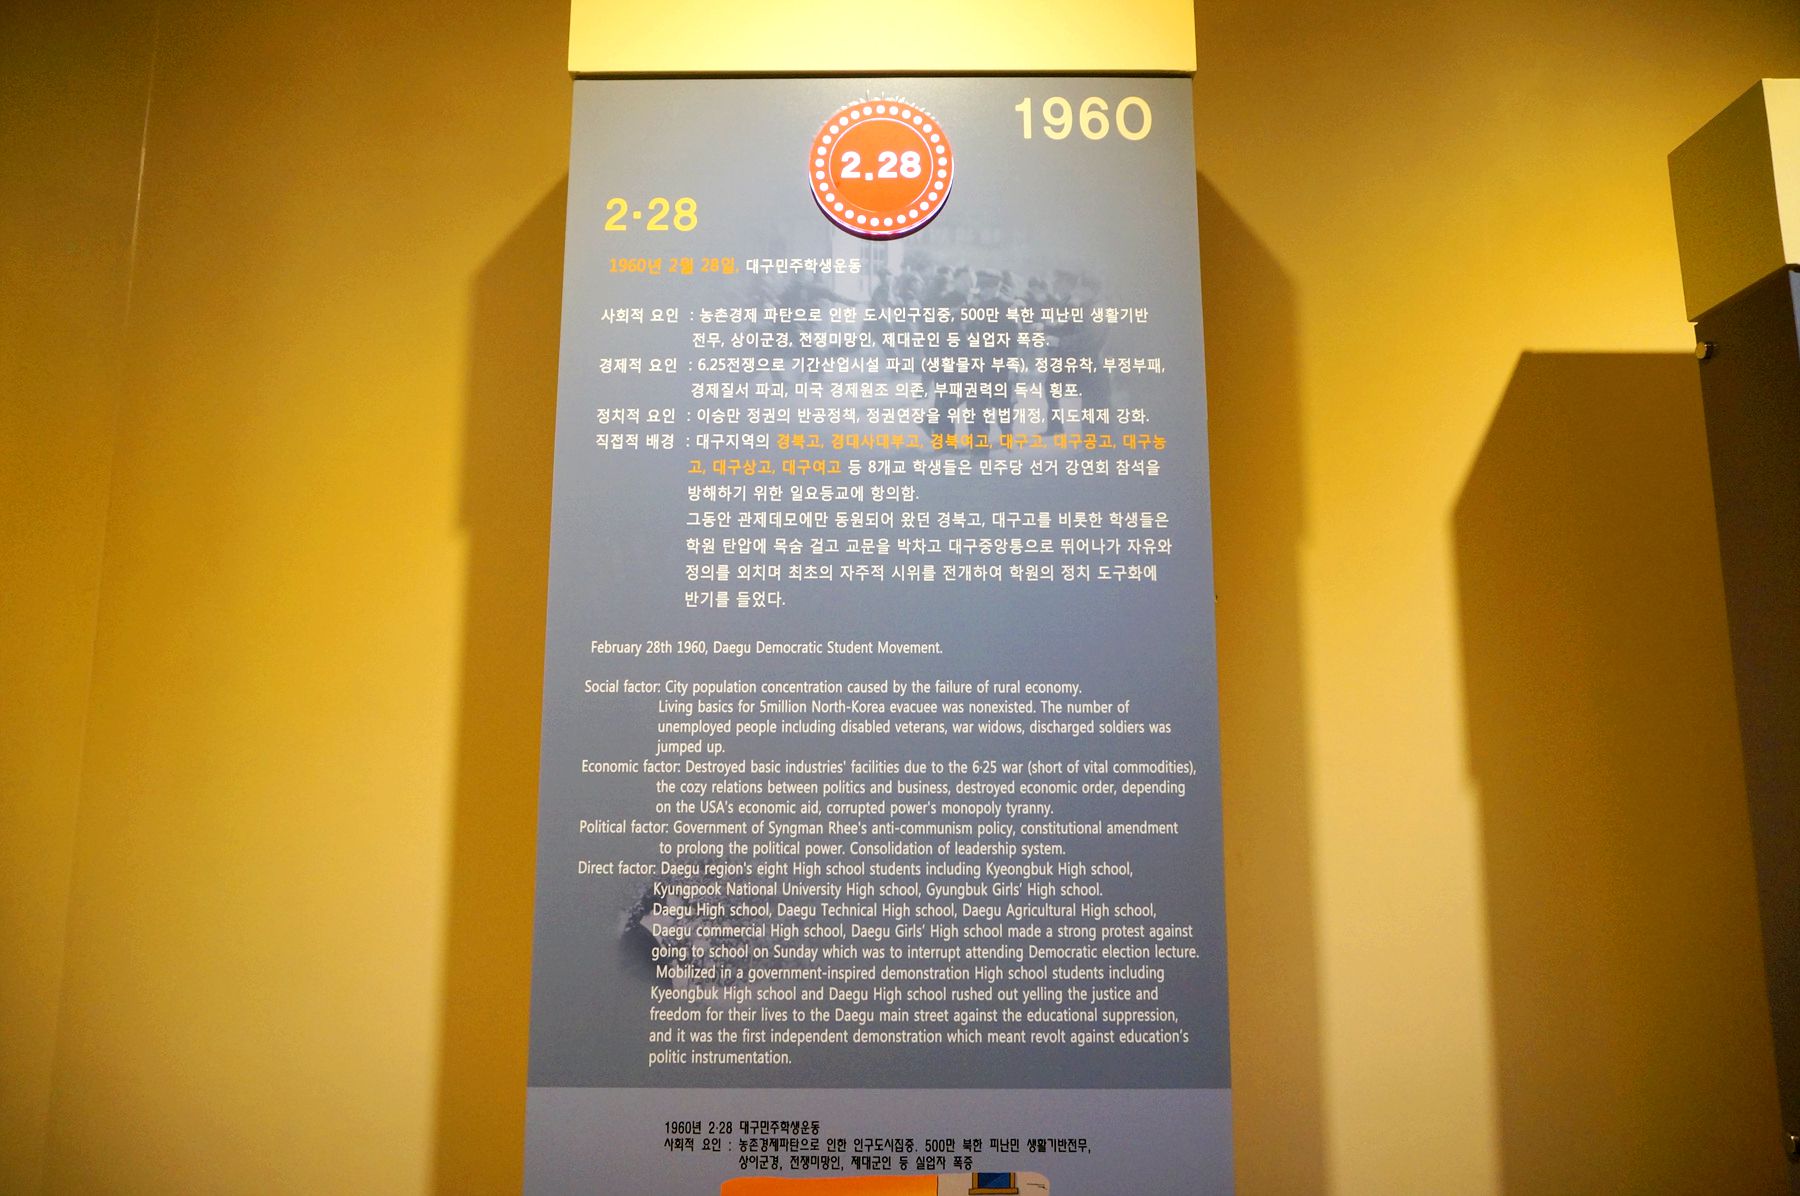 1960
2.28
2·28
1960년 2월 28일, 대구민주학생운동
사회적 요인 : 농촌경제 파탄으로 인한 도시인구집중, 500만 북한 피난민 생활기반
전무, 상이군경, 전쟁미망인, 제대군인 등 실업자 폭증.
경제적 요인 : 6.25전쟁으로 기간산업시설 파괴 (생활물자 부족), 정경유착, 부정부패,
경제질서 파괴, 미국 경제원조 의존, 부패권력의 독식 횡포.
정치적 요인 : 이승만 정권의 반공정책, 정권연장을 위한 헌법개정, 지도체제 강화.
직접적 배경 : 대구지역의 경북고, 경대사대부고, 경북여고, 대구고, 대구공고, 대구농
고, 대구상고, 대구여고 등 8개교 학생들은 민주당 선거 강연회 참석을
방해하기 위한 일요등교에 항의함.
그동안 관제데모에만 동원되어 왔던 경북고, 대구고를 비롯한 학생들은
학원 탄압에 목숨 걸고 교문을 박차고 대구중앙통으로 뛰어나가 자유와
정의를 외치며 최초의 자주적 시위를 전개하여 학원의 정치 도구화에
반기를 들었다.
February 28th 1960, Daegu Democratic Student Movement.
Social factor: City population concentration caused by the failure of rural economy.
Living basics for 5million North-Korea evacuee was nonexisted. The number of
unemployed people including disabled veterans, war widows, discharged soldiers was
jumped up.
Economic factor: Destroyed basic industries' facilities due to the 6·25 war (short of vital commodities),
the cozy relations between politics and business, destroyed economic order, depending
on the USA's economic aid, corrupted power's monopoly tyranny.
Political factor: Government of Syngman Rhee's anti-communism policy, constitutional amendment
to prolong the political power. Consolidation of leadership system.
Direct factor: Daegu region's eight High school students including Kyeongbuk High school,
Kyungpook National University High school, Gyungbuk Girls' High school.
Daegu High school, Daegu Technical High school, Daegu Agricultural High school,
Daegu commercial High school, Daegu Girls' High school made a strong protest against
going to school on Sunday which was to interrupt attending Democratic election lecture.
Mobilized in a government-inspired demonstration High school students including
Kyeongbuk High school and Daegu High school rushed out yelling the justice and
freedom for their lives to the Daegu main street against the educational suppression,
and it was the first independent demonstration which meant revolt against education's
politic instrumentation.
1960년 2·28 대구민주학생운동
사회적 요인 : 농촌경제파탄으로 인한 인구도시집중. 500만 북한 피난민 생활기반전무,
상이군경, 전쟁미망인, 제대군인 등 실업자 폭증